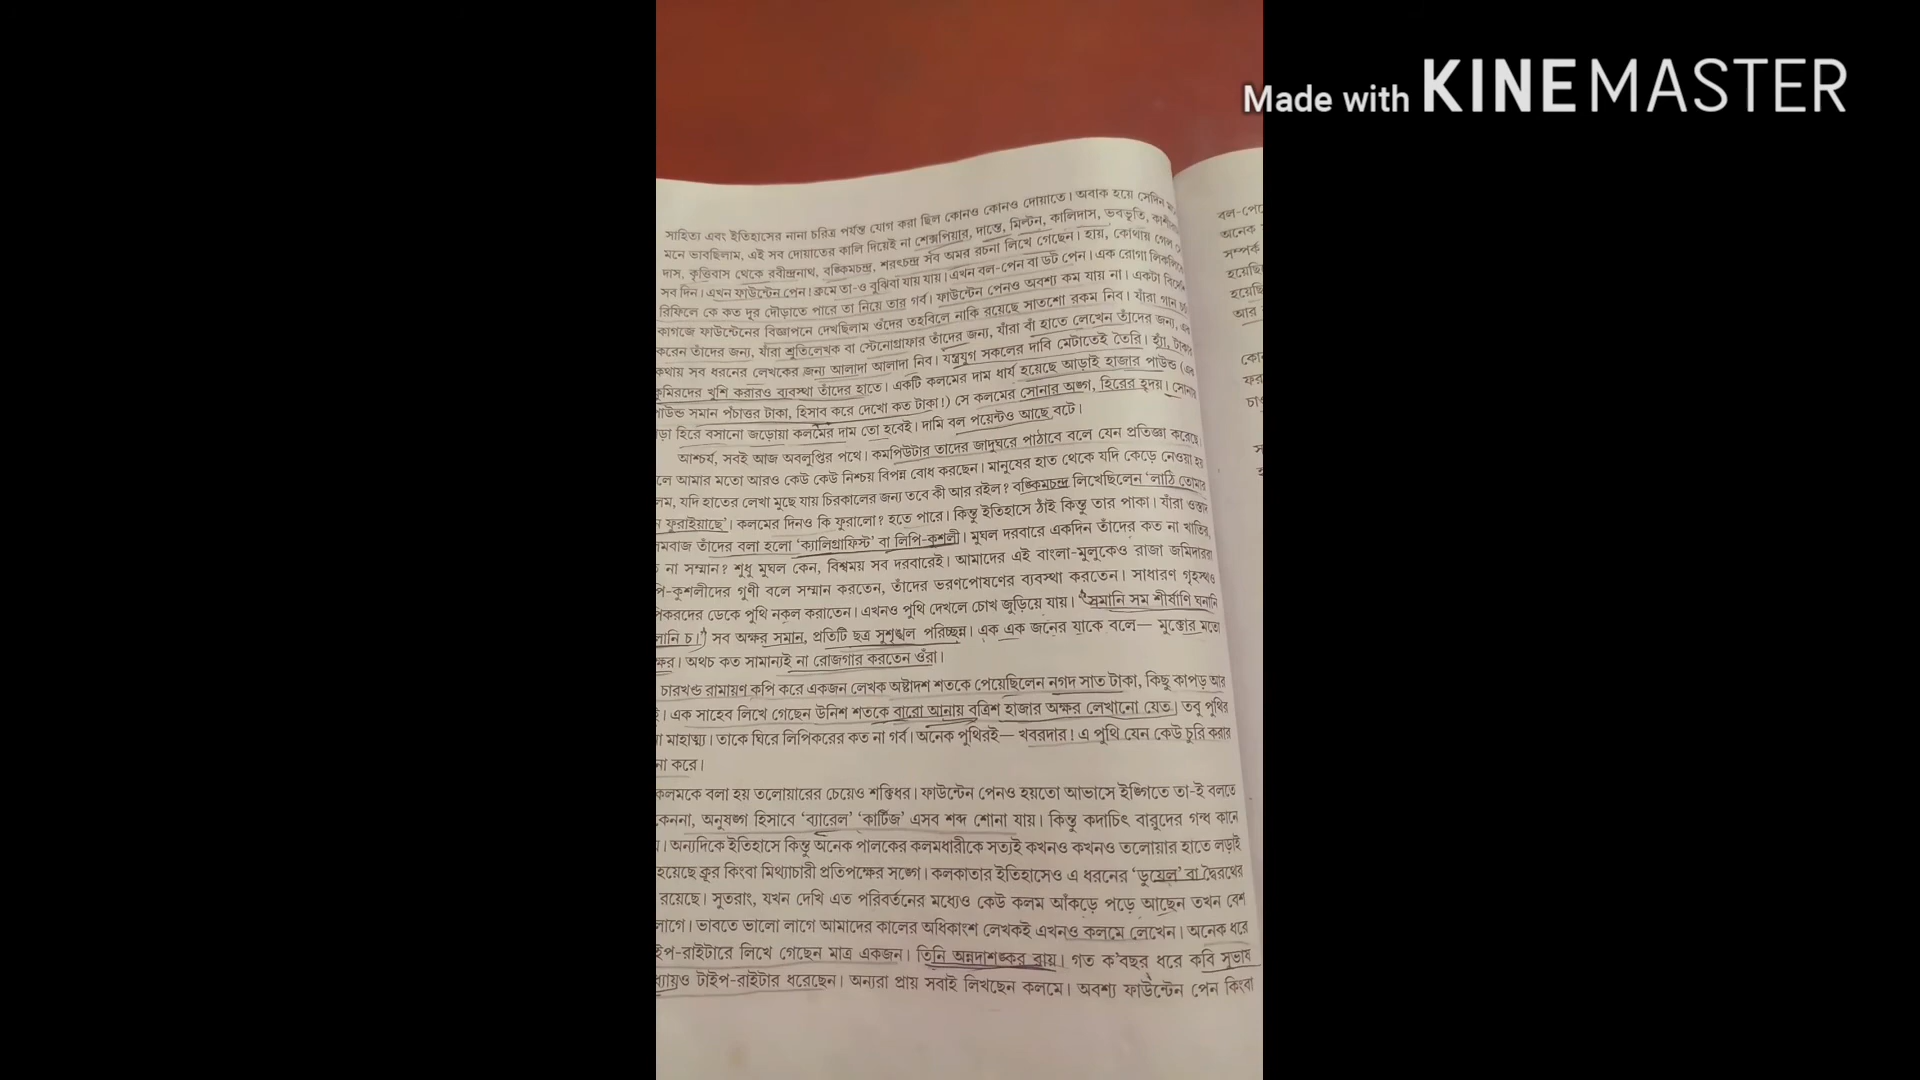 Made with KINEMASTER
সাহিত্য এবং ইতিহাসের নানা চরিত্র পর্যন্ত যোগ করা ছিল কোনও কোনও দোয়াতে। অবাক হয়ে সেদিন
মনে ভাবছিলাম, এই সব দোয়াতের কালি দিয়েই না শেক্সপিয়ার, দান্তে, মিল্টন, কালিদাস, ভবভূতি,
দাস, কৃত্তিবাস থেকে রবীন্দ্রনাথ, বঙ্কিমচন্দ্র, শরৎচন্দ্র সব অমর রচনা লিখে গেছেন। হায়, কোথায় গেল
সব দিন। এখন ফাউন্টেন পেন। ক্রমে তা-ও বুঝিবা যায় যায়। এখন বল-পেন বা ডট পেন। এক রোগা
রিফিলে কে কত দূর দৌড়াতে পারে তা নিয়ে তার গর্ব। ফাউন্টেন পেনও অবশ্য কম যায় না। একটা
কাগজে ফাউন্টেনের বিজ্ঞাপনে দেখছিলাম ওঁদের তহবিলে নাকি রয়েছে সাতশো রকম নিব। যাঁরা গান
করেন তাঁদের জন্য, যাঁরা শ্রুতিলেখক বা স্টেনোগ্রাফার তাঁদের জন্য, যাঁরা বাঁ হাতে লেখেন তাঁদের জন্য,
কথায় সব ধরনের লেখকের জন্য আলাদা আলাদা নিব। যন্ত্রযুগ সকলের দাবি মেটাতেই তৈরি। হ্যাঁ, টাকার
কুমিরদের খুশি করারও ব্যবস্থা তাঁদের হাতে। একটি কলমের দাম ধার্য হয়েছে আড়াই হাজার পাউন্ড (এক
াউন্ড সমান পঁচাত্তর টাকা, হিসাব করে দেখো কত টাকা!) সে কলমের সোনার অঙ্গ, হিরের হৃদয়। সোনার
ড়া হিরে বসানো জড়োয়া কলমের দাম তো হবেই। দামি বল পয়েন্টও আছে বটে।
আশ্চর্য, সবই আজ অবলুপ্তির পথে। কমপিউটার তাদের জাদুঘরে পাঠাবে বলে যেন প্রতিজ্ঞা করেছে।
লে আমার মতো আরও কেউ কেউ নিশ্চয় বিপন্ন বোধ করছেন। মানুষের হাত থেকে যদি কেড়ে নেওয়া হয়
লম, যদি হাতের লেখা মুছে যায় চিরকালের জন্য তবে কী আর রইল? বঙ্কিমচন্দ্র লিখেছিলেন 'লাঠি তোমার
ন ফুরাইয়াছে'। কলমের দিনও কি ফুরালো? হতে পারে। কিন্তু ইতিহাসে ঠাঁই কিন্তু তার পাকা। যাঁরা ওস্তাদ
মবাজ তাঁদের বলা হলো 'ক্যালিগ্রাফিস্ট' বা লিপি-কুশলী। মুঘল দরবারে একদিন তাঁদের কত না খাতির,
না সম্মান? শুধু মুঘল কেন, বিশ্বময় সব দরবারেই। আমাদের এই বাংলা-মুলুকেও রাজা জমিদাররা
পি-কুশলীদের গুণী বলে সম্মান করতেন, তাঁদের ভরণপোষণের ব্যবস্থা করতেন। সাধারণ গৃহস্থও
পিকরদের ডেকে পুথি নকল করাতেন। এখনও পুথি দেখলে চোখ জুড়িয়ে যায়। সমানি সম শীর্ষাণি ঘনানি
লানি চ। সব অক্ষর সমান, প্রতিটি ছত্র সুশৃঙ্খল পরিচ্ছন্ন। এক এক জনের যাকে বলে— মুক্তোর মতো
ক্ষর। অথচ কত সামান্যই না রোজগার করতেন ওঁরা।
চারখন্ড রামায়ণ কপি করে একজন লেখক অষ্টাদশ শতকে পেয়েছিলেন নগদ সাত টাকা, কিছু কাপড় আর
ই। এক সাহেব লিখে গেছেন উনিশ শতকে বারো আনায় বত্রিশ হাজার অক্ষর লেখানো যেত। তবু পুথির
া মাহাত্ম্য। তাকে ঘিরে লিপিকরের কত না গর্ব। অনেক পুথিরই— খবরদার! এ পুথি যেন কেউ চুরি করার
না করে।
কলমকে বলা হয় তলোয়ারের চেয়েও শক্তিধর। ফাউন্টেন পেনও হয়তো আভাসে ইঙ্গিতে তা-ই বলতে
কেননা, অনুষঙ্গ হিসাবে 'ব্যারেল' 'কার্টিজ' এসব শব্দ শোনা যায়। কিন্তু কদাচিৎ বারুদের গন্ধ কানে
। অন্যদিকে ইতিহাসে কিন্তু অনেক পালকের কলমধারীকে সত্যই কখনও কখনও তলোয়ার হাতে লড়াই
হয়েছে ক্রূর কিংবা মিথ্যাচারী প্রতিপক্ষের সঙ্গে। কলকাতার ইতিহাসেও এ ধরনের 'ডুয়েল' বা দ্বৈরথের
রয়েছে। সুতরাং, যখন দেখি এত পরিবর্তনের মধ্যেও কেউ কলম আঁকড়ে পড়ে আছেন তখন বেশ
লাগে। ভাবতে ভালো লাগে আমাদের কালের অধিকাংশ লেখকই এখনও কলমে লেখেন। অনেক ধরে
ইপ-রাইটারে লিখে গেছেন মাত্র একজন। তিনি অন্নদাশঙ্কর রায়। গত ক'বছর ধরে কবি সুভাষ
ধ্যায়ও টাইপ-রাইটার ধরেছেন। অন্যরা প্রায় সবাই লিখছেন কলমে। অবশ্য ফাউন্টেন পেন কিংবা
বল-পে
অনেক
সম্পর্ক
হয়েছি
হয়েছি
আর